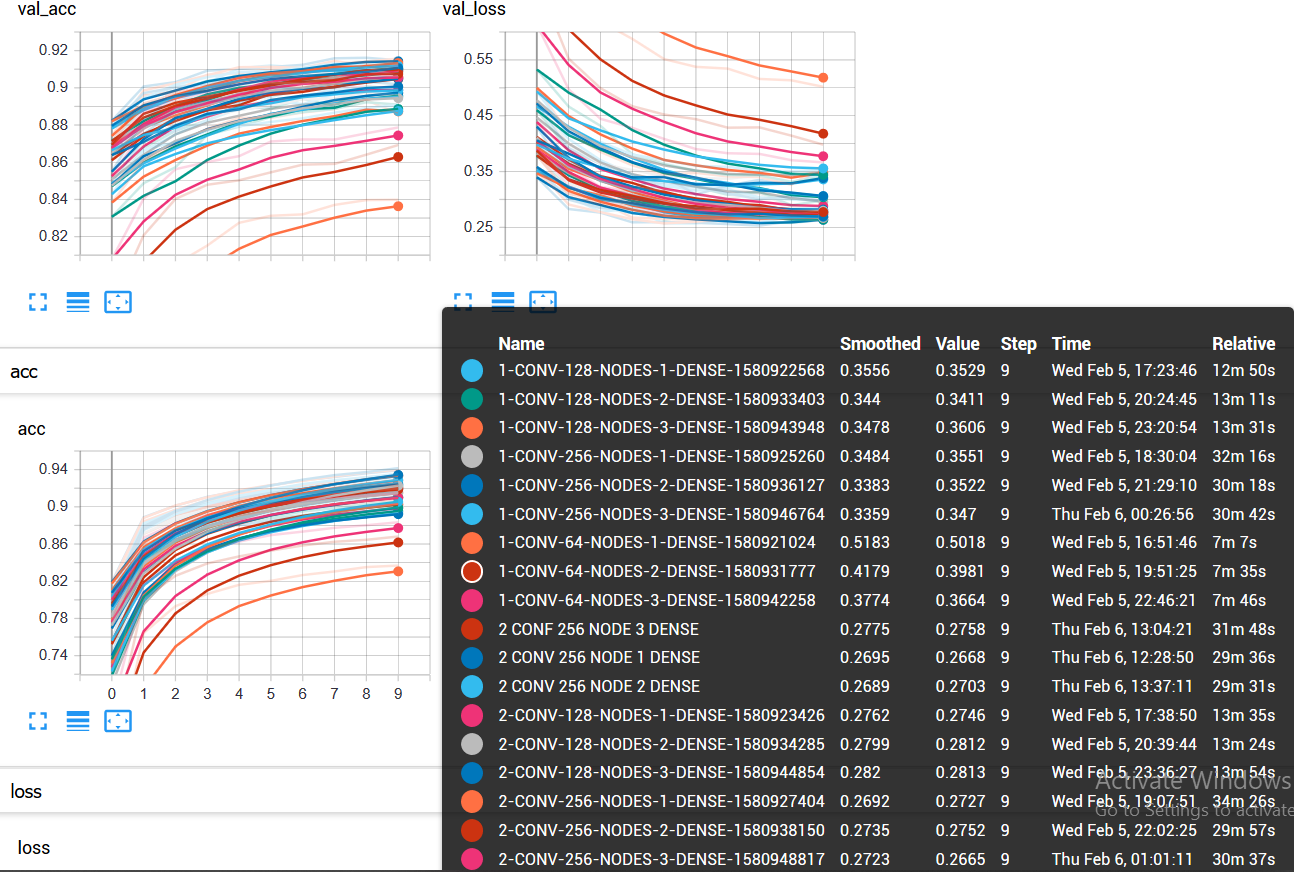 val_acc
0.92
0.9
0.88
0.86
0.84
0.82
val_loss
0.55
0.45
0.35
0.25
acc
acc
0.94
0.9
0.86
0.82
0.78
0.74
0 1 2 3 4 5 6 7 8 9
loss
loss
Name Smoothed Value Step Time Relative
1-CONV-128-NODES-1-DENSE-1580922568 0.3556 0.3529 9 Wed Feb 5, 17:23:46 12m 50s
1-CONV-128-NODES-2-DENSE-1580933403 0.344 0.3411 9 Wed Feb 5, 20:24:45 13m 11s
1-CONV-128-NODES-3-DENSE-1580943948 0.3478 0.3606 9 Wed Feb 5, 23:20:54 13m 31s
1-CONV-256-NODES-1-DENSE-1580925260 0.3484 0.3551 9 Wed Feb 5, 18:30:04 32m 16s
1-CONV-256-NODES-2-DENSE-1580936127 0.3383 0.3522 9 Wed Feb 5, 21:29:10 30m 18s
1-CONV-256-NODES-3-DENSE-1580946764 0.3359 0.347 9 Thu Feb 6, 00:26:56 30m 42s
1-CONV-64-NODES-1-DENSE-1580921024 0.5183 0.5018 9 Wed Feb 5, 16:51:46 7m 7s
1-CONV-64-NODES-2-DENSE-1580931777 0.4179 0.3981 9 Wed Feb 5, 19:51:25 7m 35s
1-CONV-64-NODES-3-DENSE-1580942258 0.3774 0.3664 9 Wed Feb 5, 22:46:21 7m 46s
2 CONF 256 NODE 3 DENSE 0.2775 0.2758 9 Thu Feb 6, 13:04:21 31m 48s
2 CONV 256 NODE 1 DENSE 0.2695 0.2668 9 Thu Feb 6, 12:28:50 29m 36s
2 CONV 256 NODE 2 DENSE 0.2689 0.2703 9 Thu Feb 6, 13:37:11 29m 31s
2-CONV-128-NODES-1-DENSE-1580923426 0.2762 0.2746 9 Wed Feb 5, 17:38:50 13m 35s
2-CONV-128-NODES-2-DENSE-1580934285 0.2799 0.2812 9 Wed Feb 5, 20:39:44 13m 24s
2-CONV-128-NODES-3-DENSE-1580944854 0.282 0.2813 9 Wed Feb 5, 23:36:27 13m 54s
2-CONV-256-NODES-1-DENSE-1580927404 0.2692 0.2727 9 Wed Feb 5, 19:07:51 34m 26s
2-CONV-256-NODES-2-DENSE-1580938150 0.2735 0.2752 9 Wed Feb 5, 22:02:25 29m 57s
2-CONV-256-NODES-3-DENSE-1580948817 0.2723 0.2665 9 Thu Feb 6, 01:01:11 30m 37s
Activate Windows
Go to Settings to activate